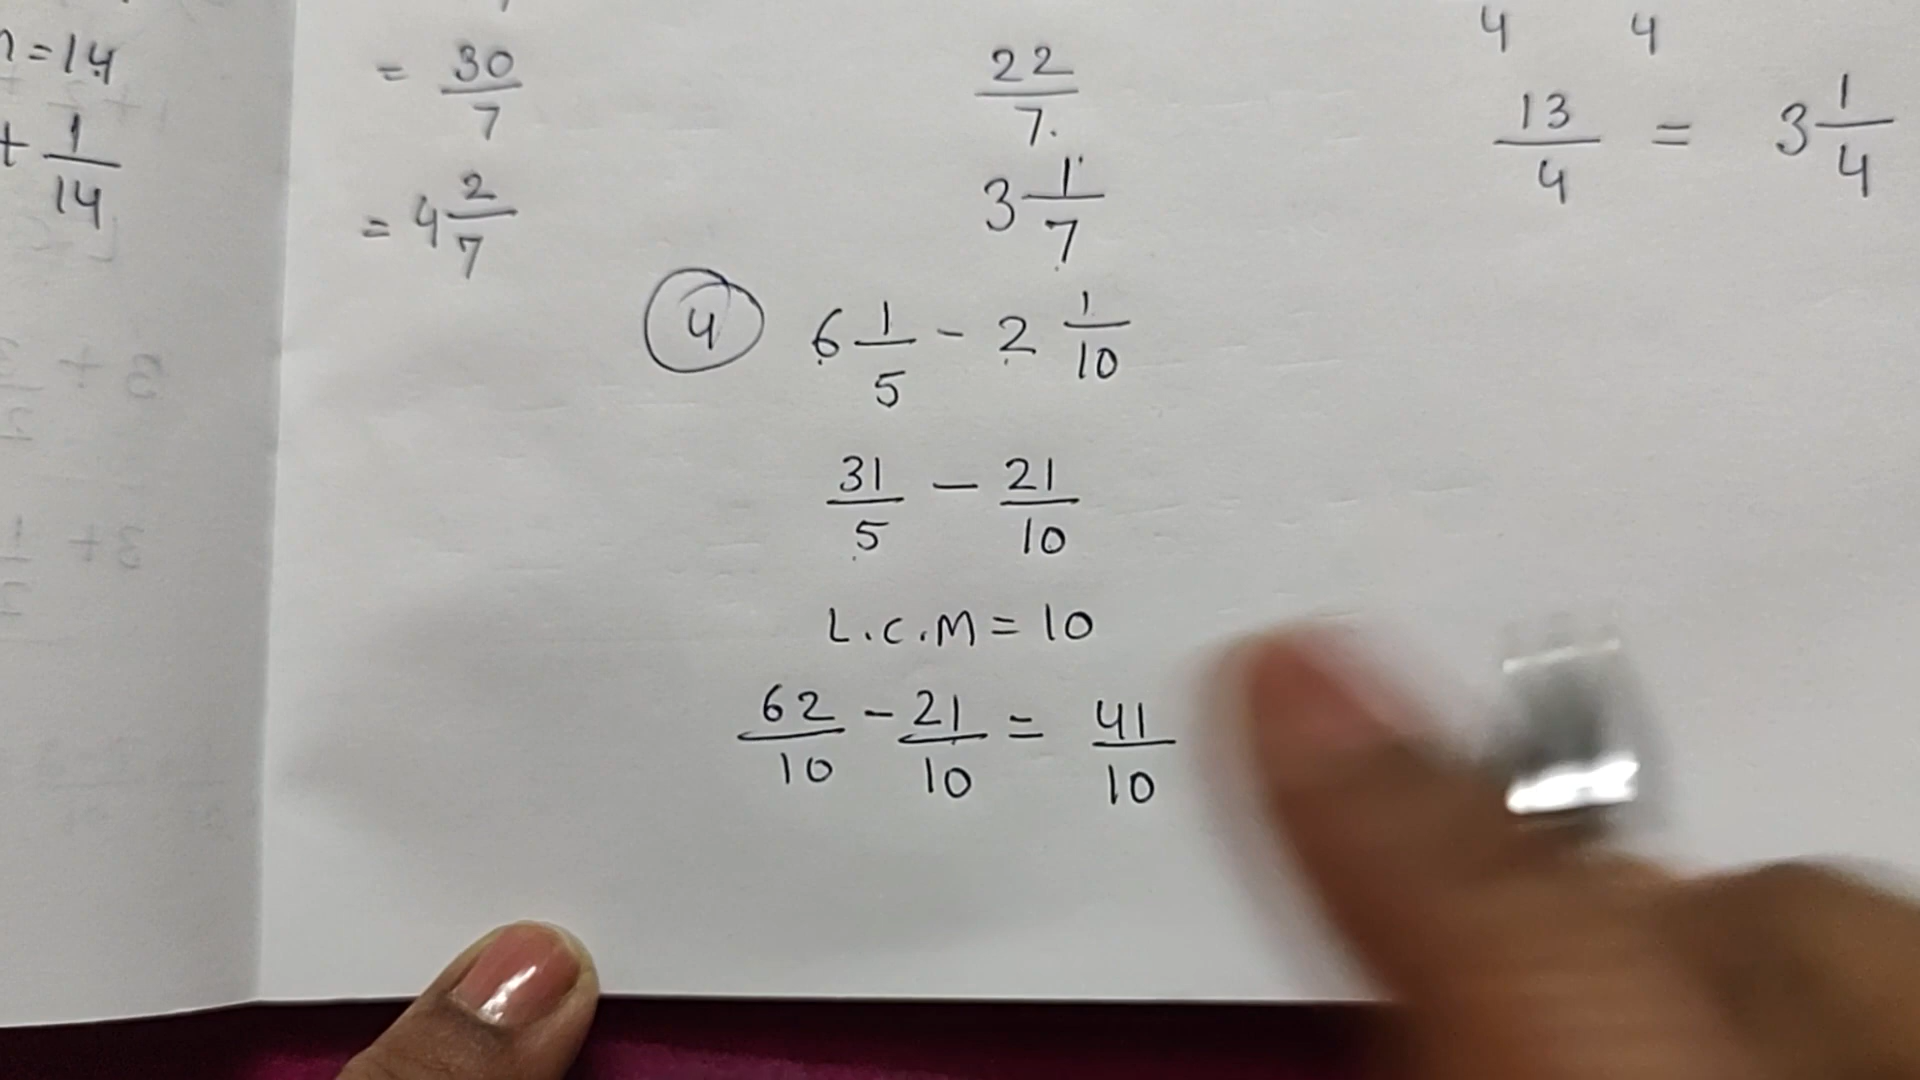 = 14
+ 1/14
= 30/7
= 4 2/7
22/7.
3 1/7
4 4
13/4 = 3 1/4
4 6 1/5 - 2 1/10
31/5 - 21/10
L.C.M = 10
62/10 - 21/10 = 41/10